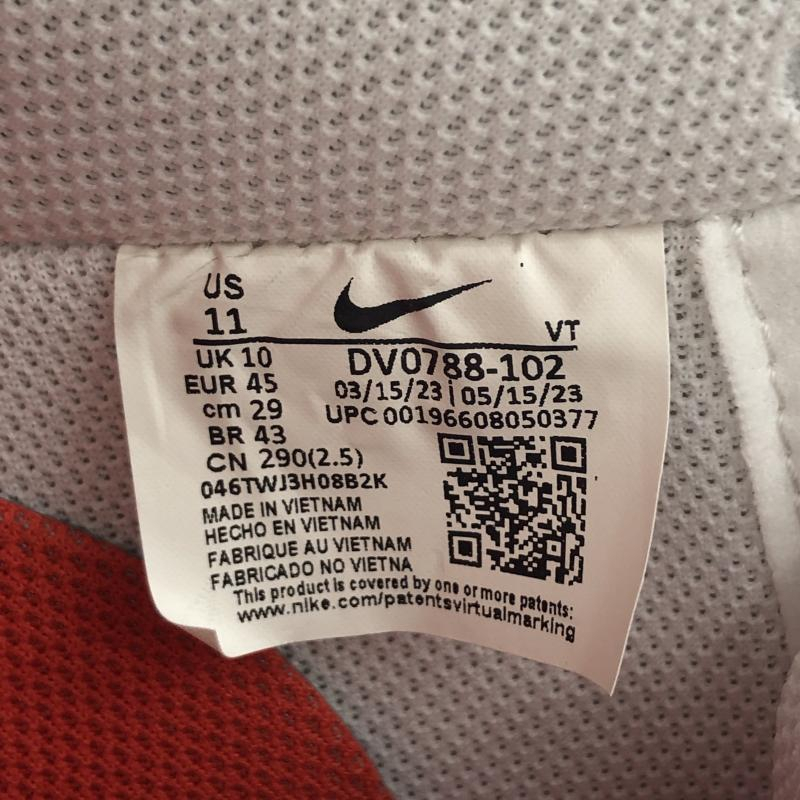 US
11
VT
UK 10
EUR 45
cm 29
BR 43
CN 290(2.5)
046TWJ3H08B2K
DV0788-102
03/15/23|05/15/23
UPC 00196608050377
MADE IN VIETNAM
HECHO EN VIETNAM
FABRIQUE AU VIETNAM
FABRICADO NO VIETNA
This product is covered by one or more patents:
www.nike.com/patentsvirtualmarking